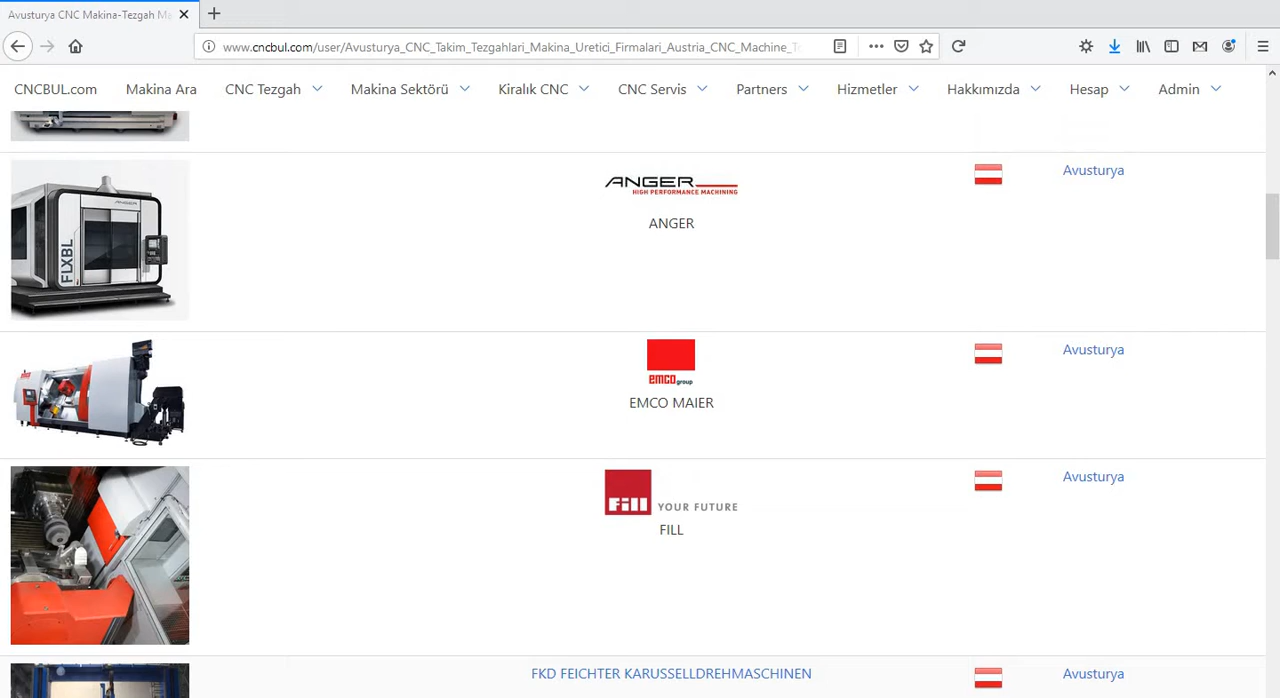 Avusturya CNC Makina-Tezgah Ma
www.cncbul.com/user/Avusturya_CNC_Takim_Tezgahlari_Makina_Uretici_Firmalari_Austria_CNC_Machine_T
CNCBUL.com Makina Ara CNC Tezgah Makina Sektörü Kiralık CNC CNC Servis Partners Hizmetler Hakkımızda Hesap Admin
ANGER
FLXBL
ANGER
HIGH PERFORMANCE MACHINING
ANGER
Avusturya
emco group
EMCO MAIER
Avusturya
Fill YOUR FUTURE
FILL
Avusturya
FKD FEICHTER KARUSSELLDREHMASCHINEN
Avusturya